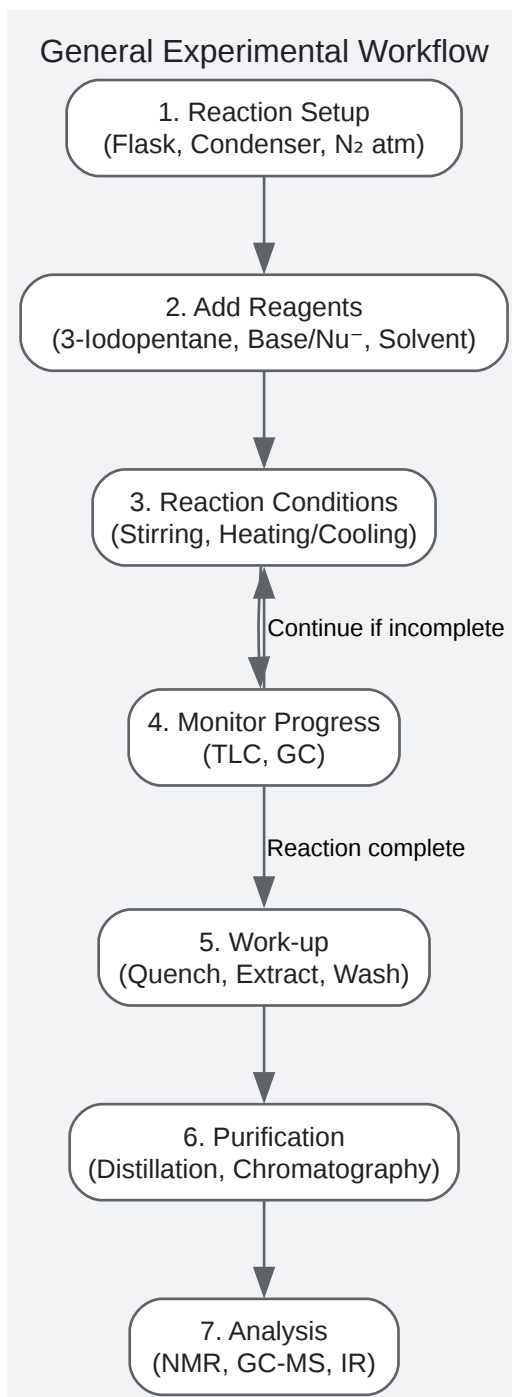 General Experimental Workflow
1. Reaction Setup
(Flask, Condenser, N₂ atm)
2. Add Reagents
(3-Iodopentane, Base/Nu⁻, Solvent)
3. Reaction Conditions
(Stirring, Heating/Cooling)
Continue if incomplete
4. Monitor Progress
(TLC, GC)
Reaction complete
5. Work-up
(Quench, Extract, Wash)
6. Purification
(Distillation, Chromatography)
7. Analysis
(NMR, GC-MS, IR)